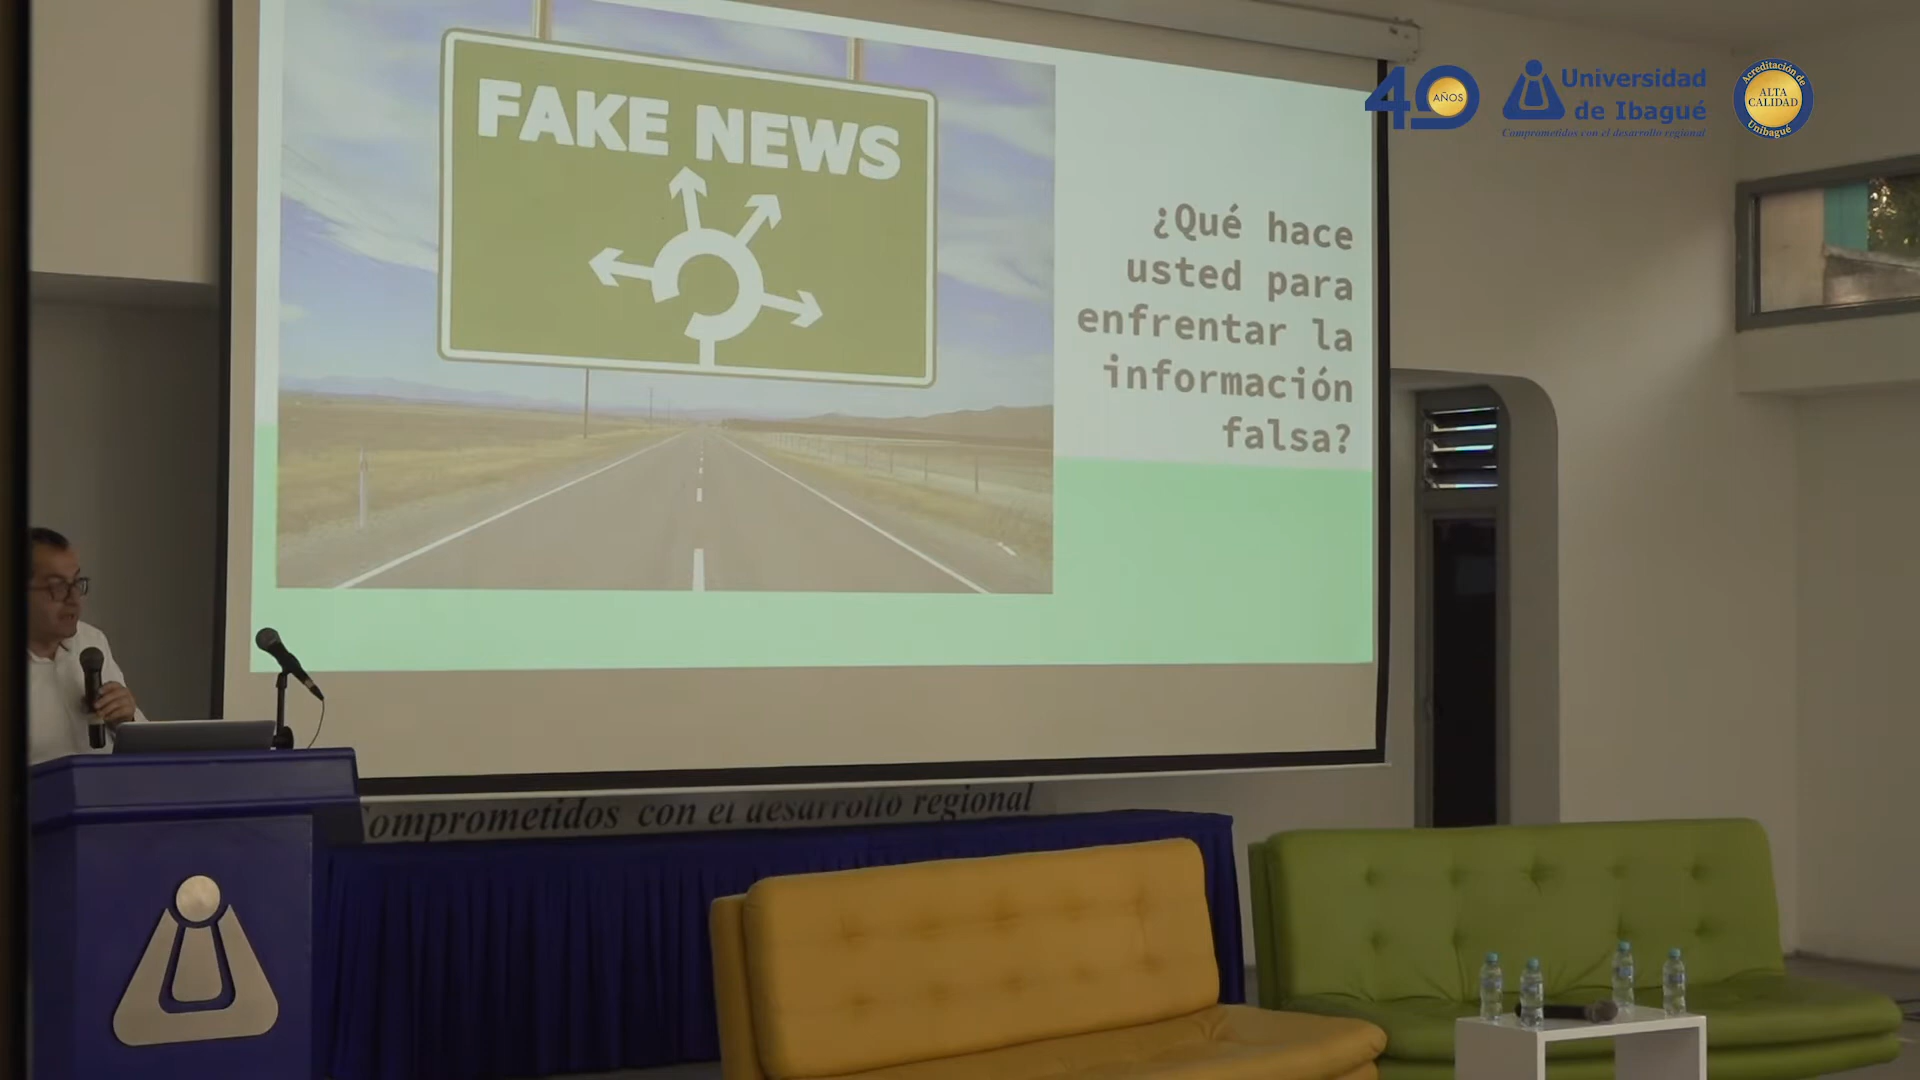 FAKE NEWS
¿Qué hace
usted para
enfrentar la
información
falsa?
40 AÑOS
Universidad
de Ibagué
Comprometidos con el desarrollo regional
Acreditación de
ALTA
CALIDAD
Unibagué
Comprometidos con el desarrollo regional